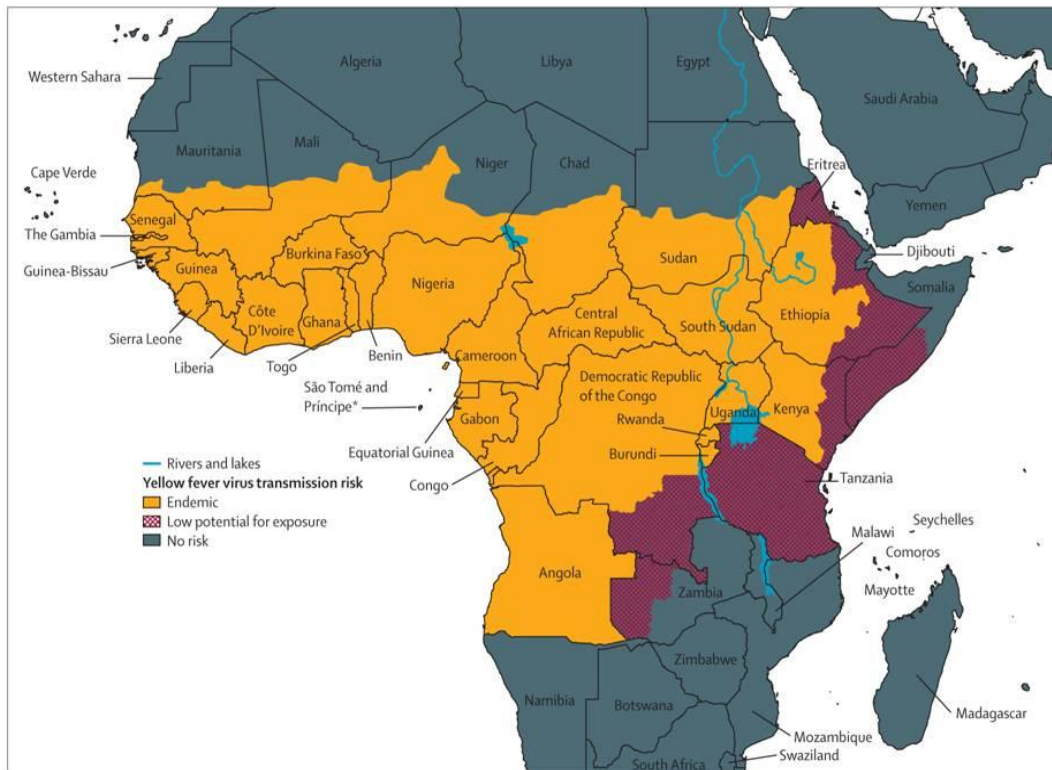 Western Sahara
Algeria
Libya
Egypt
Saudi Arabia
Mauritania
Mali
Niger
Chad
Eritrea
Cape Verde
Yemen
Senegal
The Gambia
Guinea-Bissau
Guinea
Burkina Faso
Nigeria
Sudan
Djibouti
Somalia
Côte
D'Ivoire
Ghana
Central
African Republic
South Sudan
Ethiopia
Sierra Leone
Liberia
Togo
Benin
Cameroon
São Tomé and
Príncipe*
Democratic Republic
of the Congo
Gabon
Rwanda
Uganda
Kenya
Equatorial Guinea
Burundi
Congo
Tanzania
Rivers and lakes
Yellow fever virus transmission risk
Endemic
Low potential for exposure
No risk
Malawi
Seychelles
Comoros
Mayotte
Angola
Zambia
Zimbabwe
Namibia
Botswana
Madagascar
Mozambique
Swaziland
South Africa